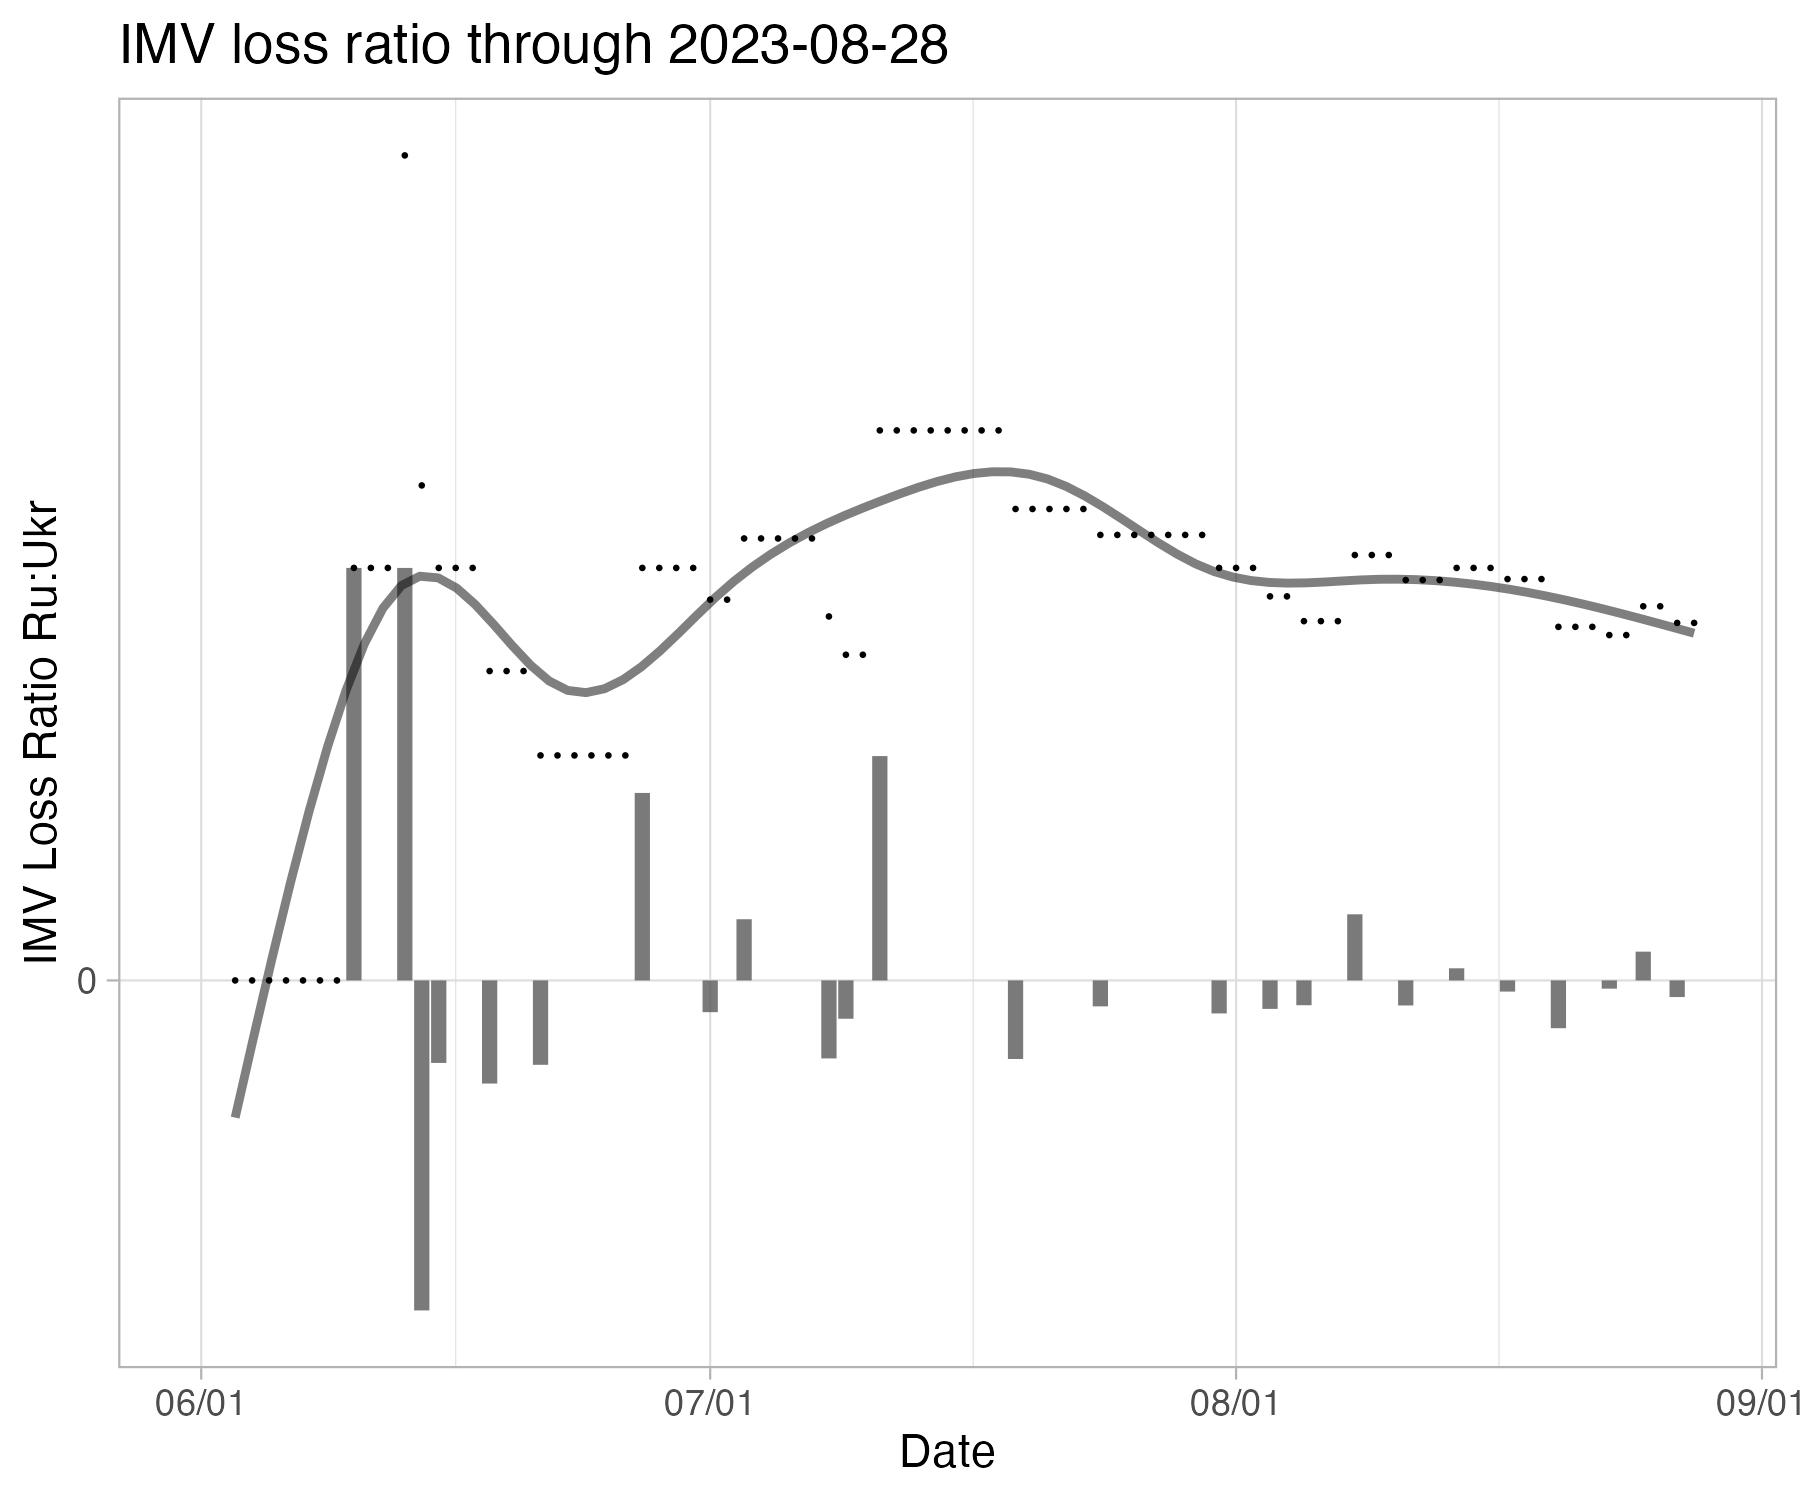 IMV loss ratio through 2023-08-28
IMV Loss Ratio Ru:Ukr
0
06/01
07/01
08/01
09/01
Date